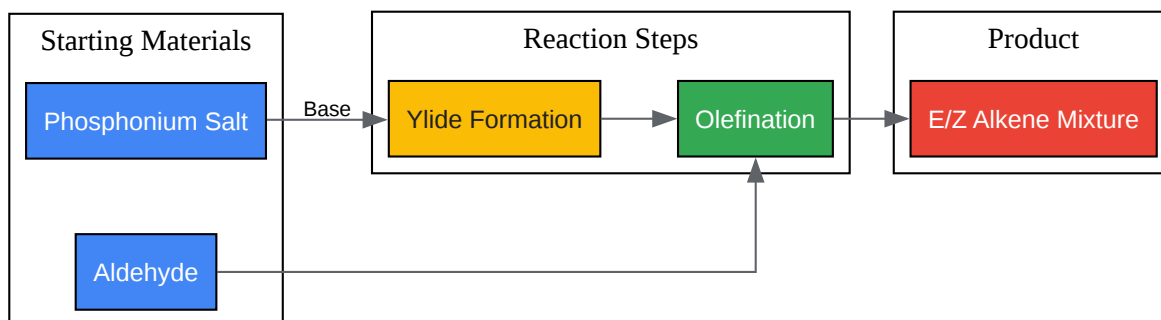 Starting Materials
Reaction Steps
Product
Phosphonium Salt
Base
Ylide Formation
Olefination
E/Z Alkene Mixture
Aldehyde